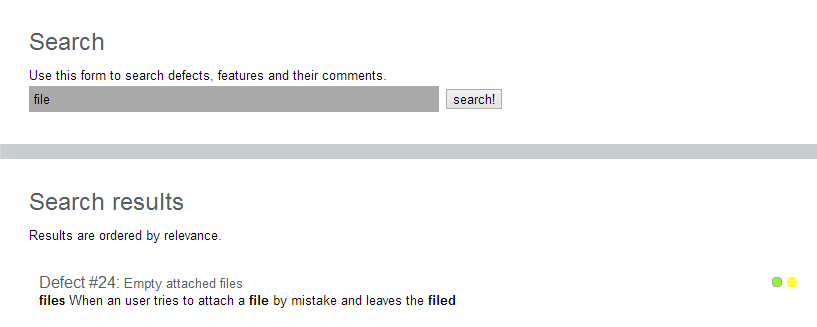 Search
Use this form to search defects, features and their comments.
file search!
Search results
Results are ordered by relevance.
Defect #24: Empty attached files
files When an user tries to attach a file by mistake and leaves the filed